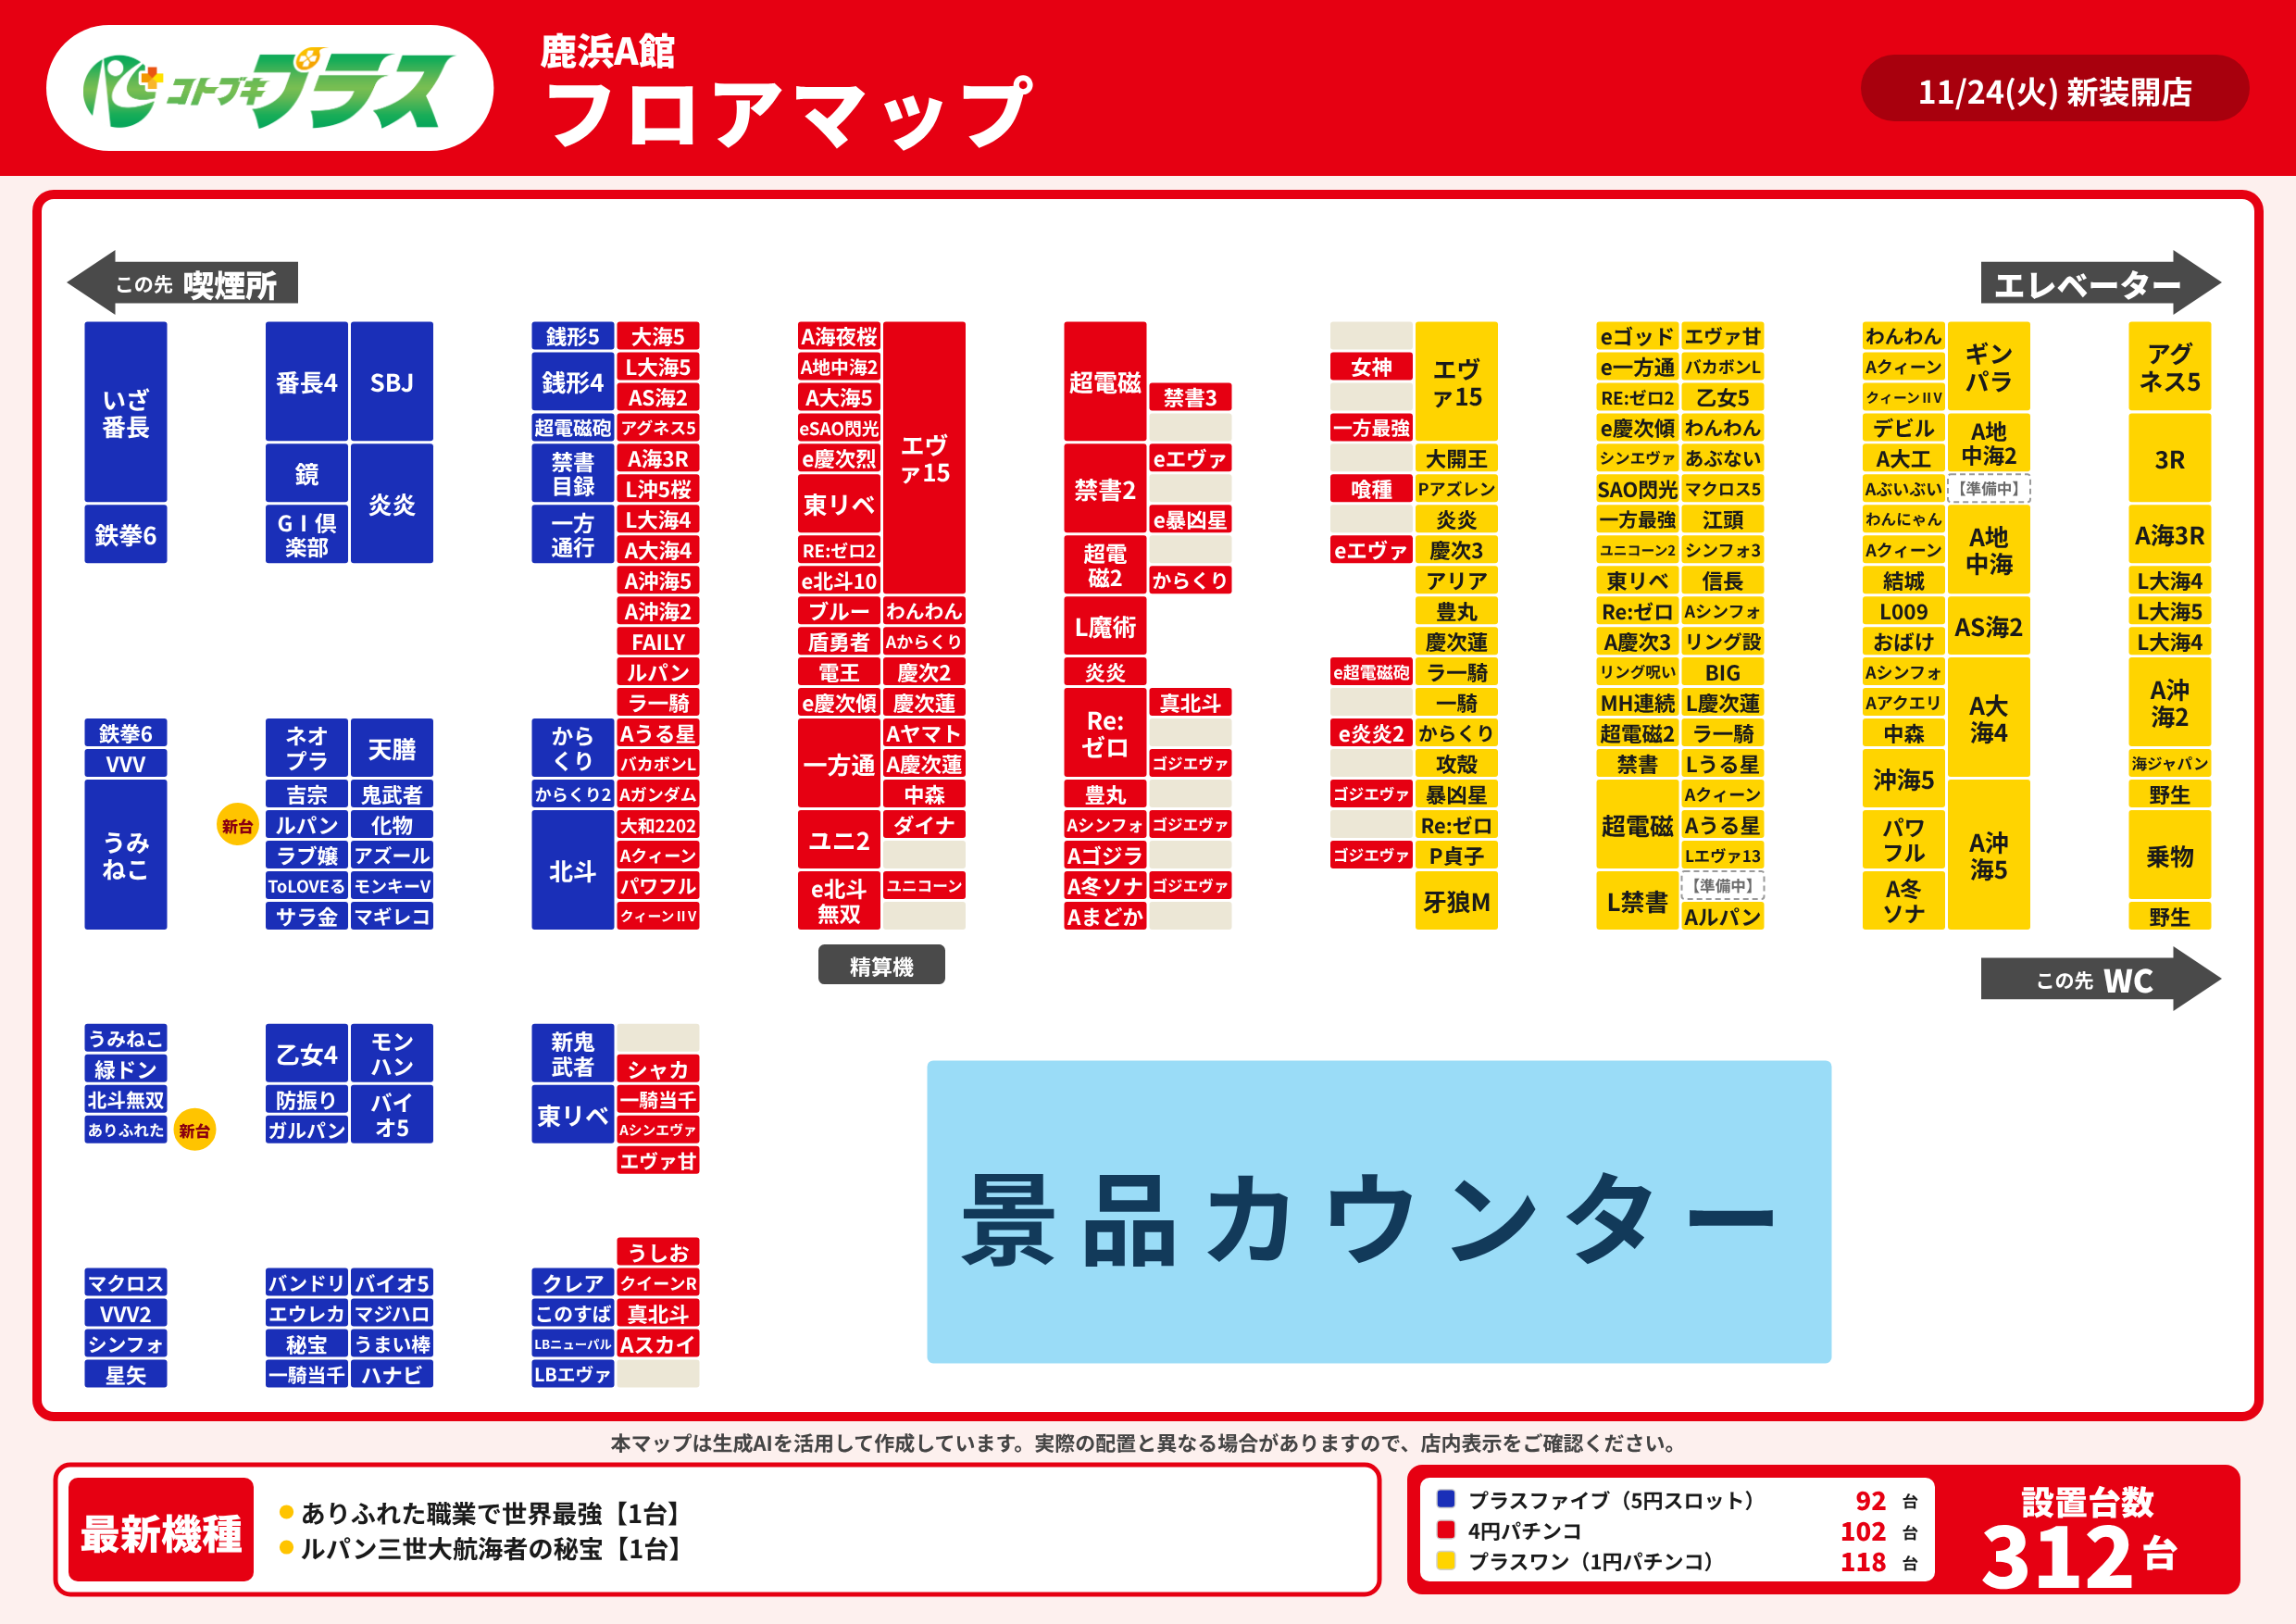 コトブキプラス
鹿浜A館
フロアマップ
11/24(火) 新装開店
この先 喫煙所
エレベーター
いざ
番長
鉄拳6
鉄拳6
VVV
うみ
ねこ
うみねこ
緑ドン
北斗無双
ありふれた
新台
マクロス
VVV2
シンフォ
星矢
番長4
鏡
GⅠ倶
楽部
ネオ
プラ
吉宗
新台
ルパン
ラブ嬢
ToLOVEる
サラ金
乙女4
防振り
ガルパン
バンドリ
エウレカ
秘宝
一騎当千
SBJ
炎炎
天膳
鬼武者
化物
アズール
モンキーV
マギレコ
モン
ハン
バイ
オ5
バイオ5
マジハロ
うまい棒
ハナビ
銭形5
銭形4
超電磁砲
禁書
目録
一方
通行
から
くり
からくり2
北斗
新鬼
武者
東リベ
クレア
このすば
LBニューパル
LBエヴァ
大海5
L大海5
AS海2
アグネス5
A海3R
L沖5桜
L大海4
A大海4
A沖海5
A沖海2
FAILY
ルパン
ラ一騎
Aうる星
バカボンL
Aガンダム
大和2202
Aクィーン
パワフル
クィーンⅡV
シャカ
一騎当千
Aシンエヴァ
エヴァ甘
うしお
クイーンR
真北斗
Aスカイ
A海夜桜
A地中海2
A大海5
eSAO閃光
e慶次烈
東リベ
RE:ゼロ2
e北斗10
ブルー
盾勇者
電王
e慶次傾
一方通
ユニ2
e北斗
無双
エヴ
ァ15
わんわん
Aからくり
慶次2
慶次蓮
Aヤマト
A慶次蓮
中森
ダイナ
ユニコーン
精算機
超電磁
禁書2
超電
磁2
L魔術
炎炎
Re:
ゼロ
豊丸
Aシンフォ
Aゴジラ
A冬ソナ
Aまどか
禁書3
eエヴァ
e暴凶星
からくり
真北斗
ゴジエヴァ
ゴジエヴァ
ゴジエヴァ
女神
一方最強
喰種
eエヴァ
e超電磁砲
e炎炎2
ゴジエヴァ
ゴジエヴァ
エヴ
ァ15
大開王
Pアズレン
炎炎
慶次3
アリア
豊丸
慶次蓮
ラ一騎
一騎
からくり
攻殻
暴凶星
Re:ゼロ
P貞子
牙狼M
eゴッド
e一方通
RE:ゼロ2
e慶次傾
シンエヴァ
SAO閃光
一方最強
ユニコーン2
東リベ
Re:ゼロ
A慶次3
リング呪い
MH連続
超電磁2
禁書
超電磁
L禁書
エヴァ甘
バカボンL
乙女5
わんわん
あぶない
マクロス5
江頭
シンフォ3
信長
Aシンフォ
リング設
BIG
L慶次蓮
ラ一騎
Lうる星
Aクィーン
Aうる星
Lエヴァ13
【準備中】
Aルパン
わんわん
Aクィーン
クィーンⅡV
デビル
A大工
Aぶいぶい
わんにゃん
Aクィーン
結城
L009
おばけ
Aシンフォ
Aアクエリ
中森
沖海5
パワ
フル
A冬
ソナ
ギン
パラ
A地
中海2
【準備中】
A地
中海
AS海2
A大
海4
A沖
海5
アグ
ネス5
3R
A海3R
L大海4
L大海5
L大海4
A沖
海2
海ジャパン
野生
乗物
野生
この先 WC
景品カウンター
本マップは生成AIを活用して作成しています。実際の配置と異なる場合がありますので、店内表示をご確認ください。
最新機種
ありふれた職業で世界最強【1台】
ルパン三世大航海者の秘宝【1台】
プラスファイブ（5円スロット） 92 台
4円パチンコ 102 台
プラスワン（1円パチンコ） 118 台
設置台数
312台